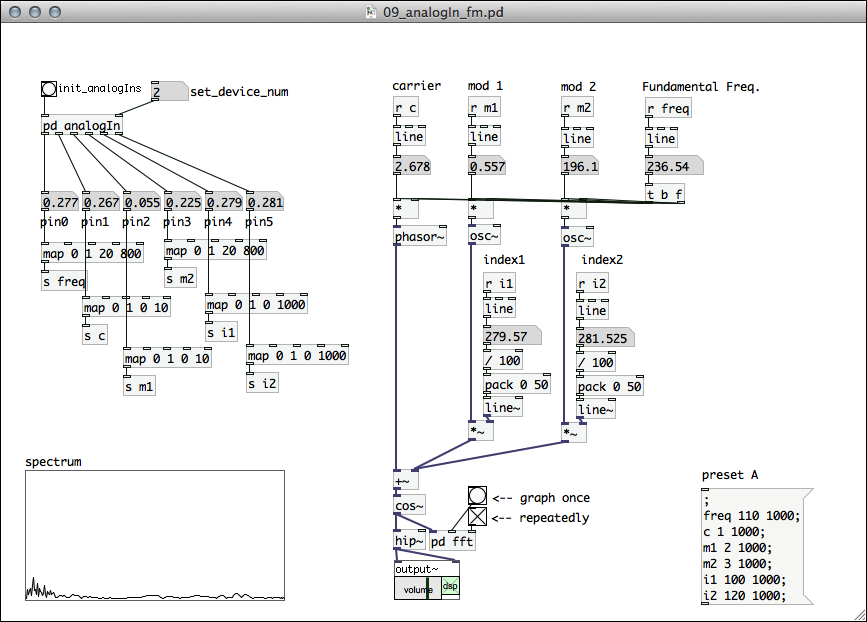 09_analogIn_fm.pd
init_analogIns
2
set_device_num
pd analogIn
0.277
0.267
0.055
0.225
0.279
0.281
pin0
pin1
pin2
pin3
pin4
pin5
map 0 1 20 800
map 0 1 20 800
s freq
s m2
map 0 1 0 10
map 0 1 0 1000
s c
s i1
map 0 1 0 10
map 0 1 0 1000
s m1
s i2
spectrum
carrier
mod 1
mod 2
Fundamental Freq.
r c
r m1
r m2
r freq
line
line
line
line
2.678
0.557
196.1
236.54
t b f
*
*
*
phasor~
osc~
osc~
index1
index2
r i1
r i2
line
line
279.57
281.525
/ 100
/ 100
pack 0 50
pack 0 50
line~
line~
*~
*~
+~
cos~
<-- graph once
<-- repeatedly
hip~
pd fft
output~
volume
dsp
preset A
;
freq 110 1000;
c 1 1000;
m1 2 1000;
m2 3 1000;
i1 100 1000;
i2 120 1000;